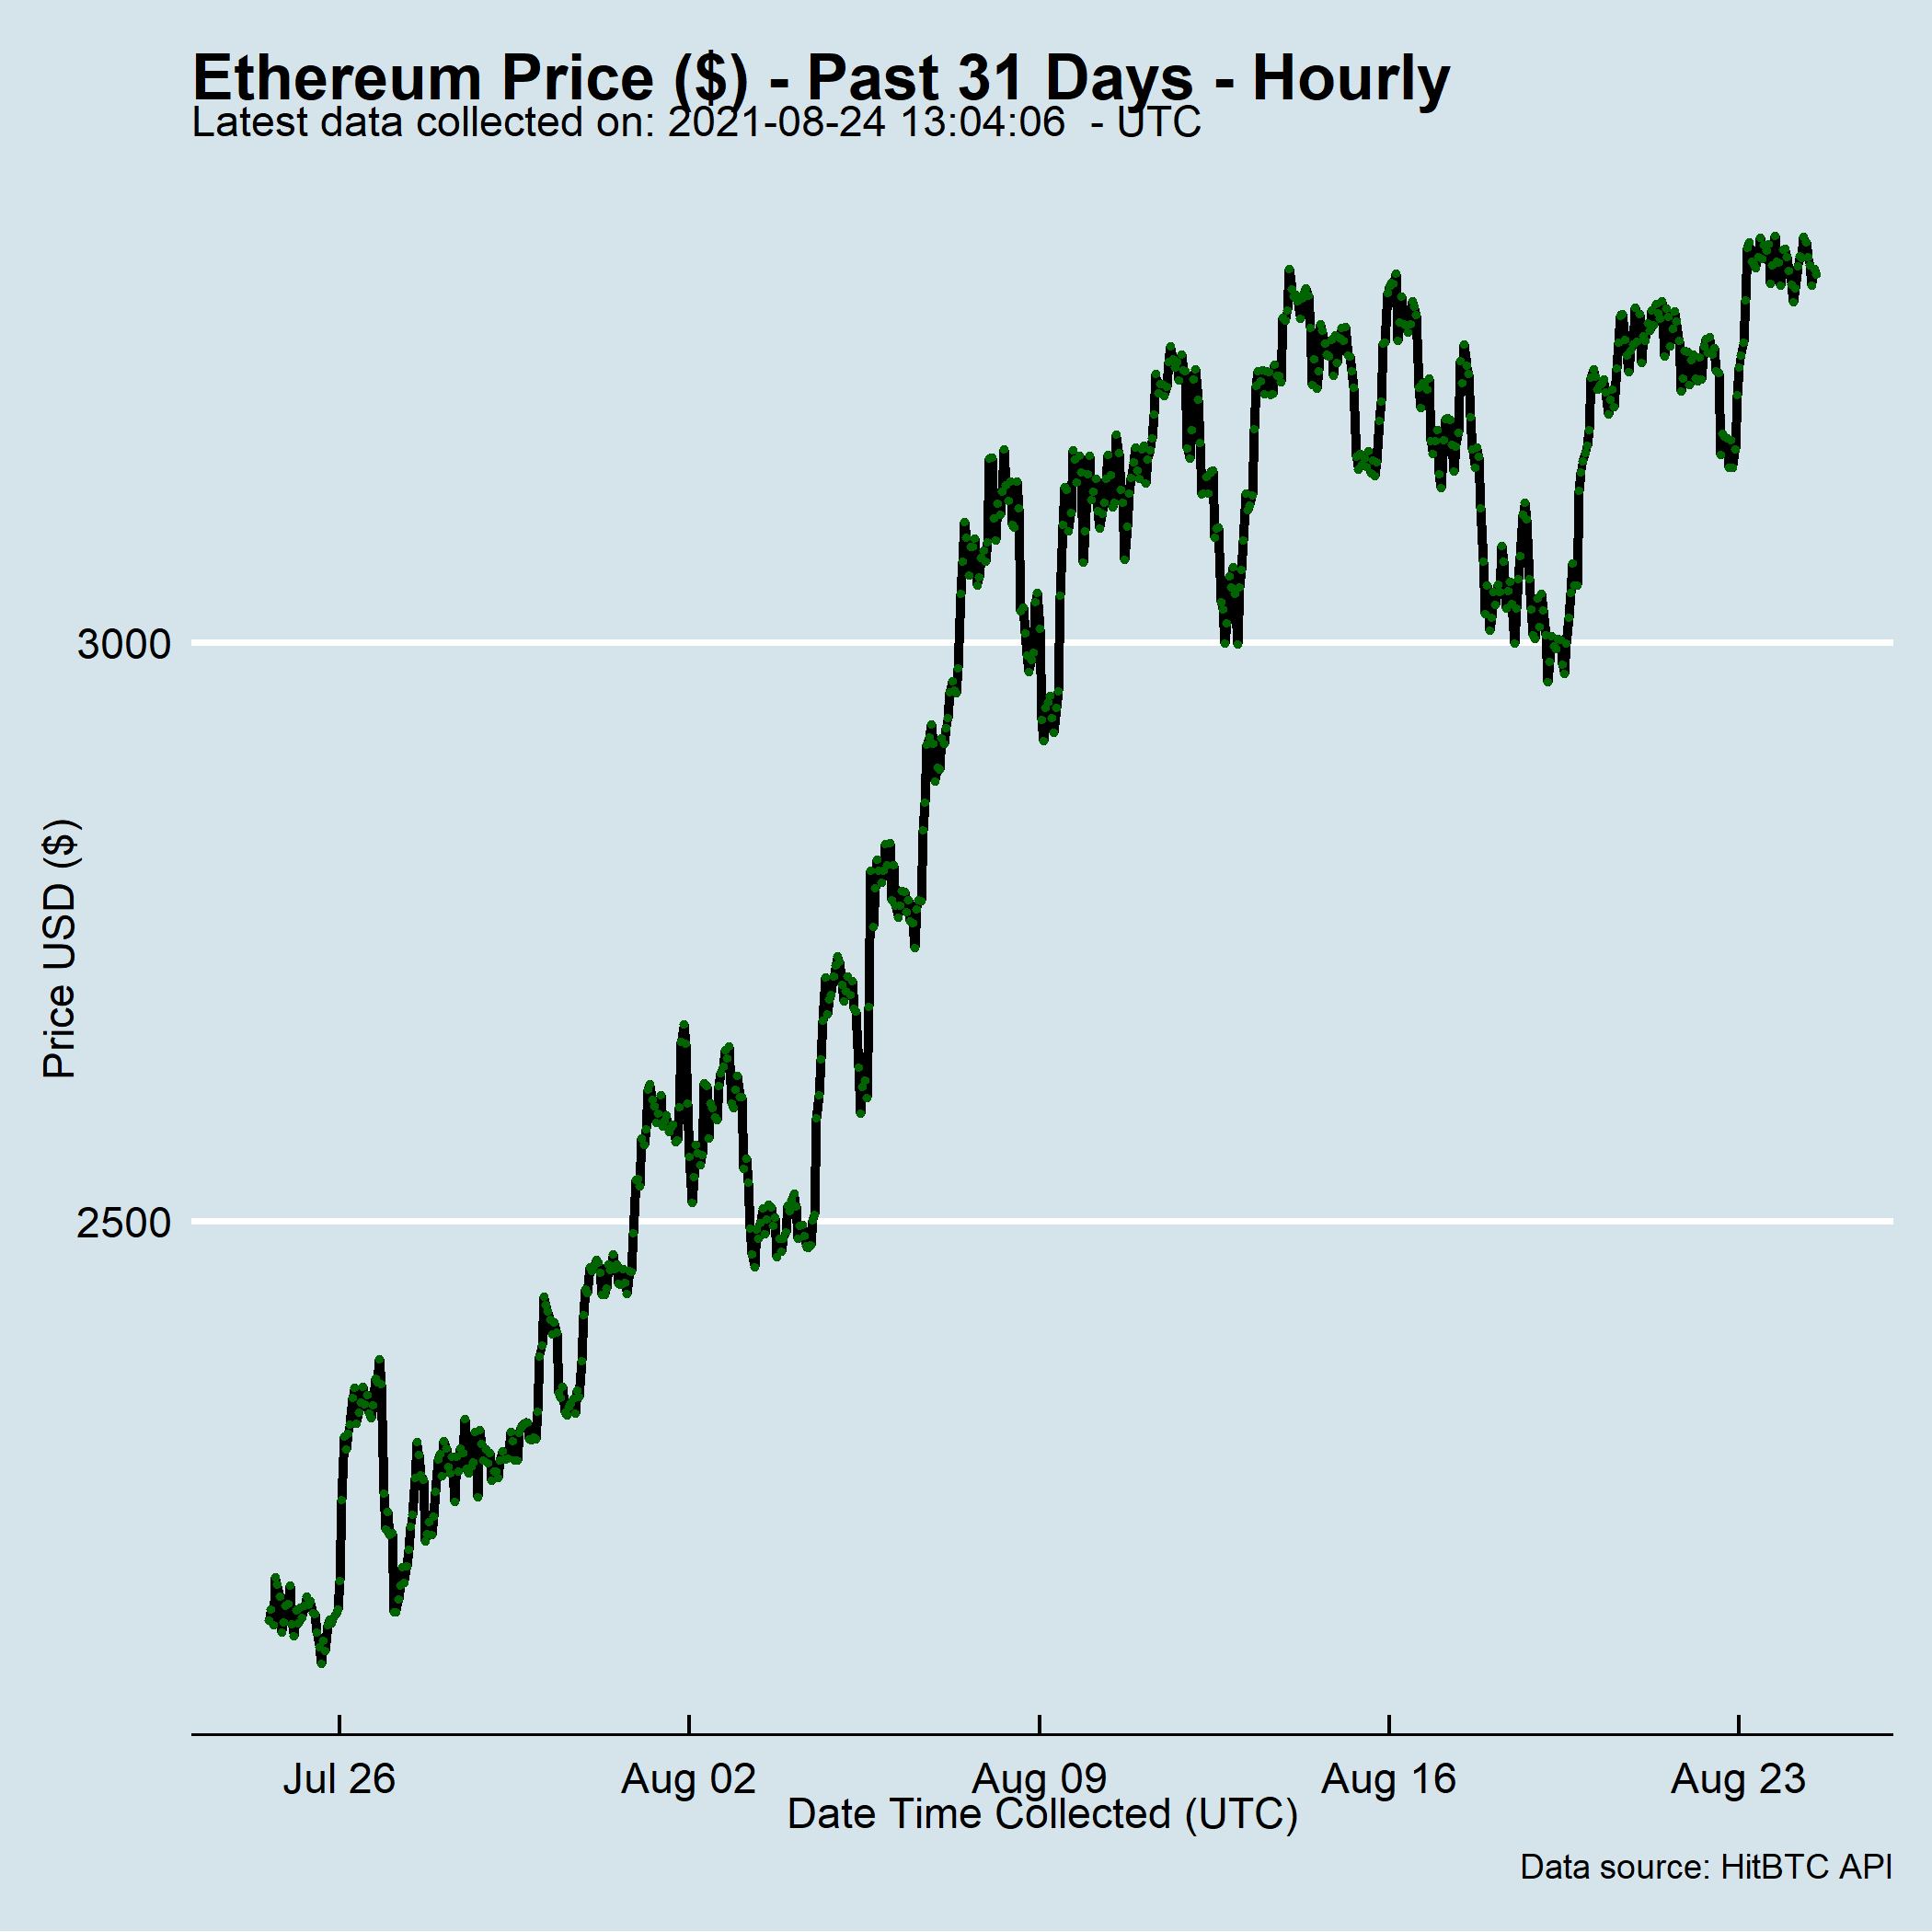 Ethereum Price ($) - Past 31 Days - Hourly
Latest data collected on: 2021-08-24 13:04:06  - UTC
3000
2500
Price USD ($)
Jul 26
Aug 02
Aug 09
Aug 16
Aug 23
Date Time Collected (UTC)
Data source: HitBTC API